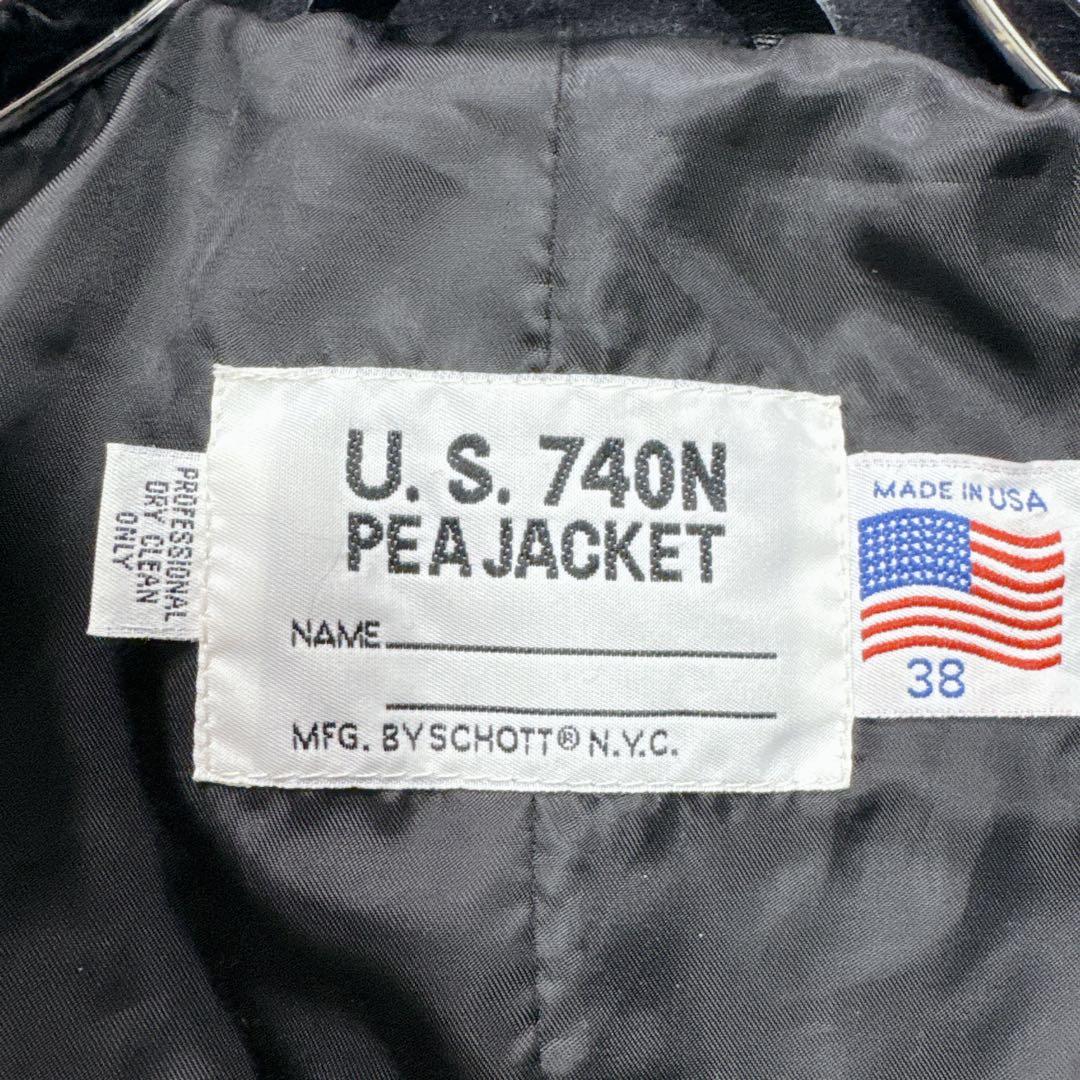 PROFESSIONAL
DRY CLEAN
ONLY
U. S. 740N
PEA JACKET
NAME
MFG. BY SCHOTT® N.Y.C.
MADE IN USA
38